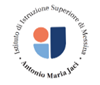 Istituto di Istruzione Superiore di Messina
• Antonio Maria Jaci •